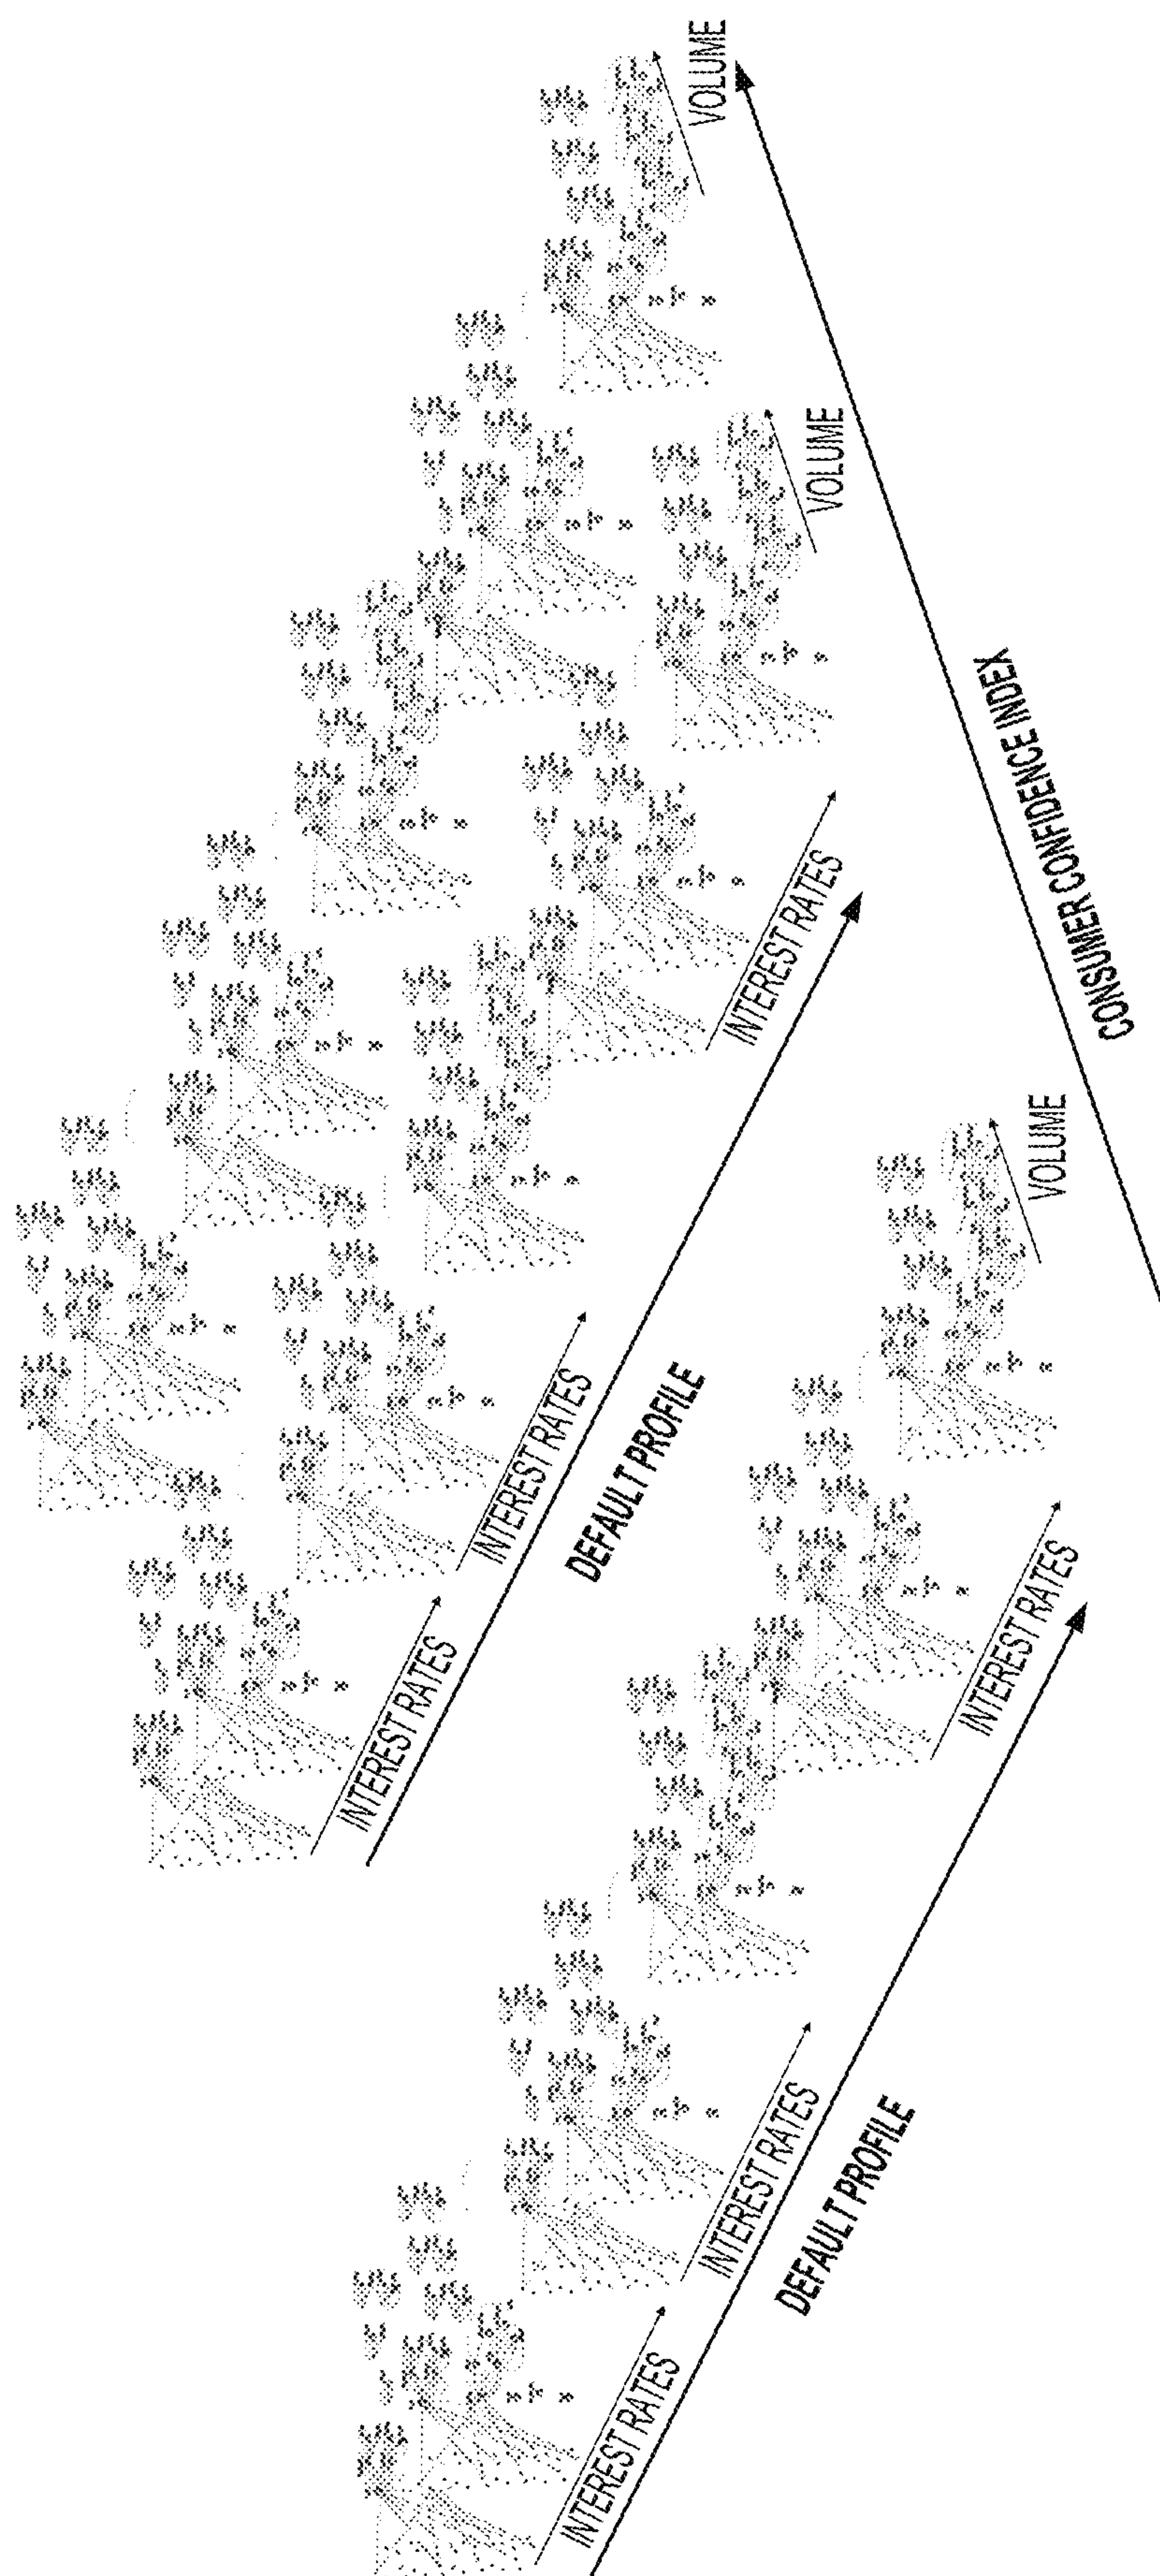 VOLUME
VOLUME
CONSUMER CONFIDENCE INDEX
INTEREST RATES
VOLUME
INTEREST RATES
DEFAULT PROFILE
INTEREST RATES
INTEREST RATES
INTEREST RATES
DEFAULT PROFILE
INTEREST RATES